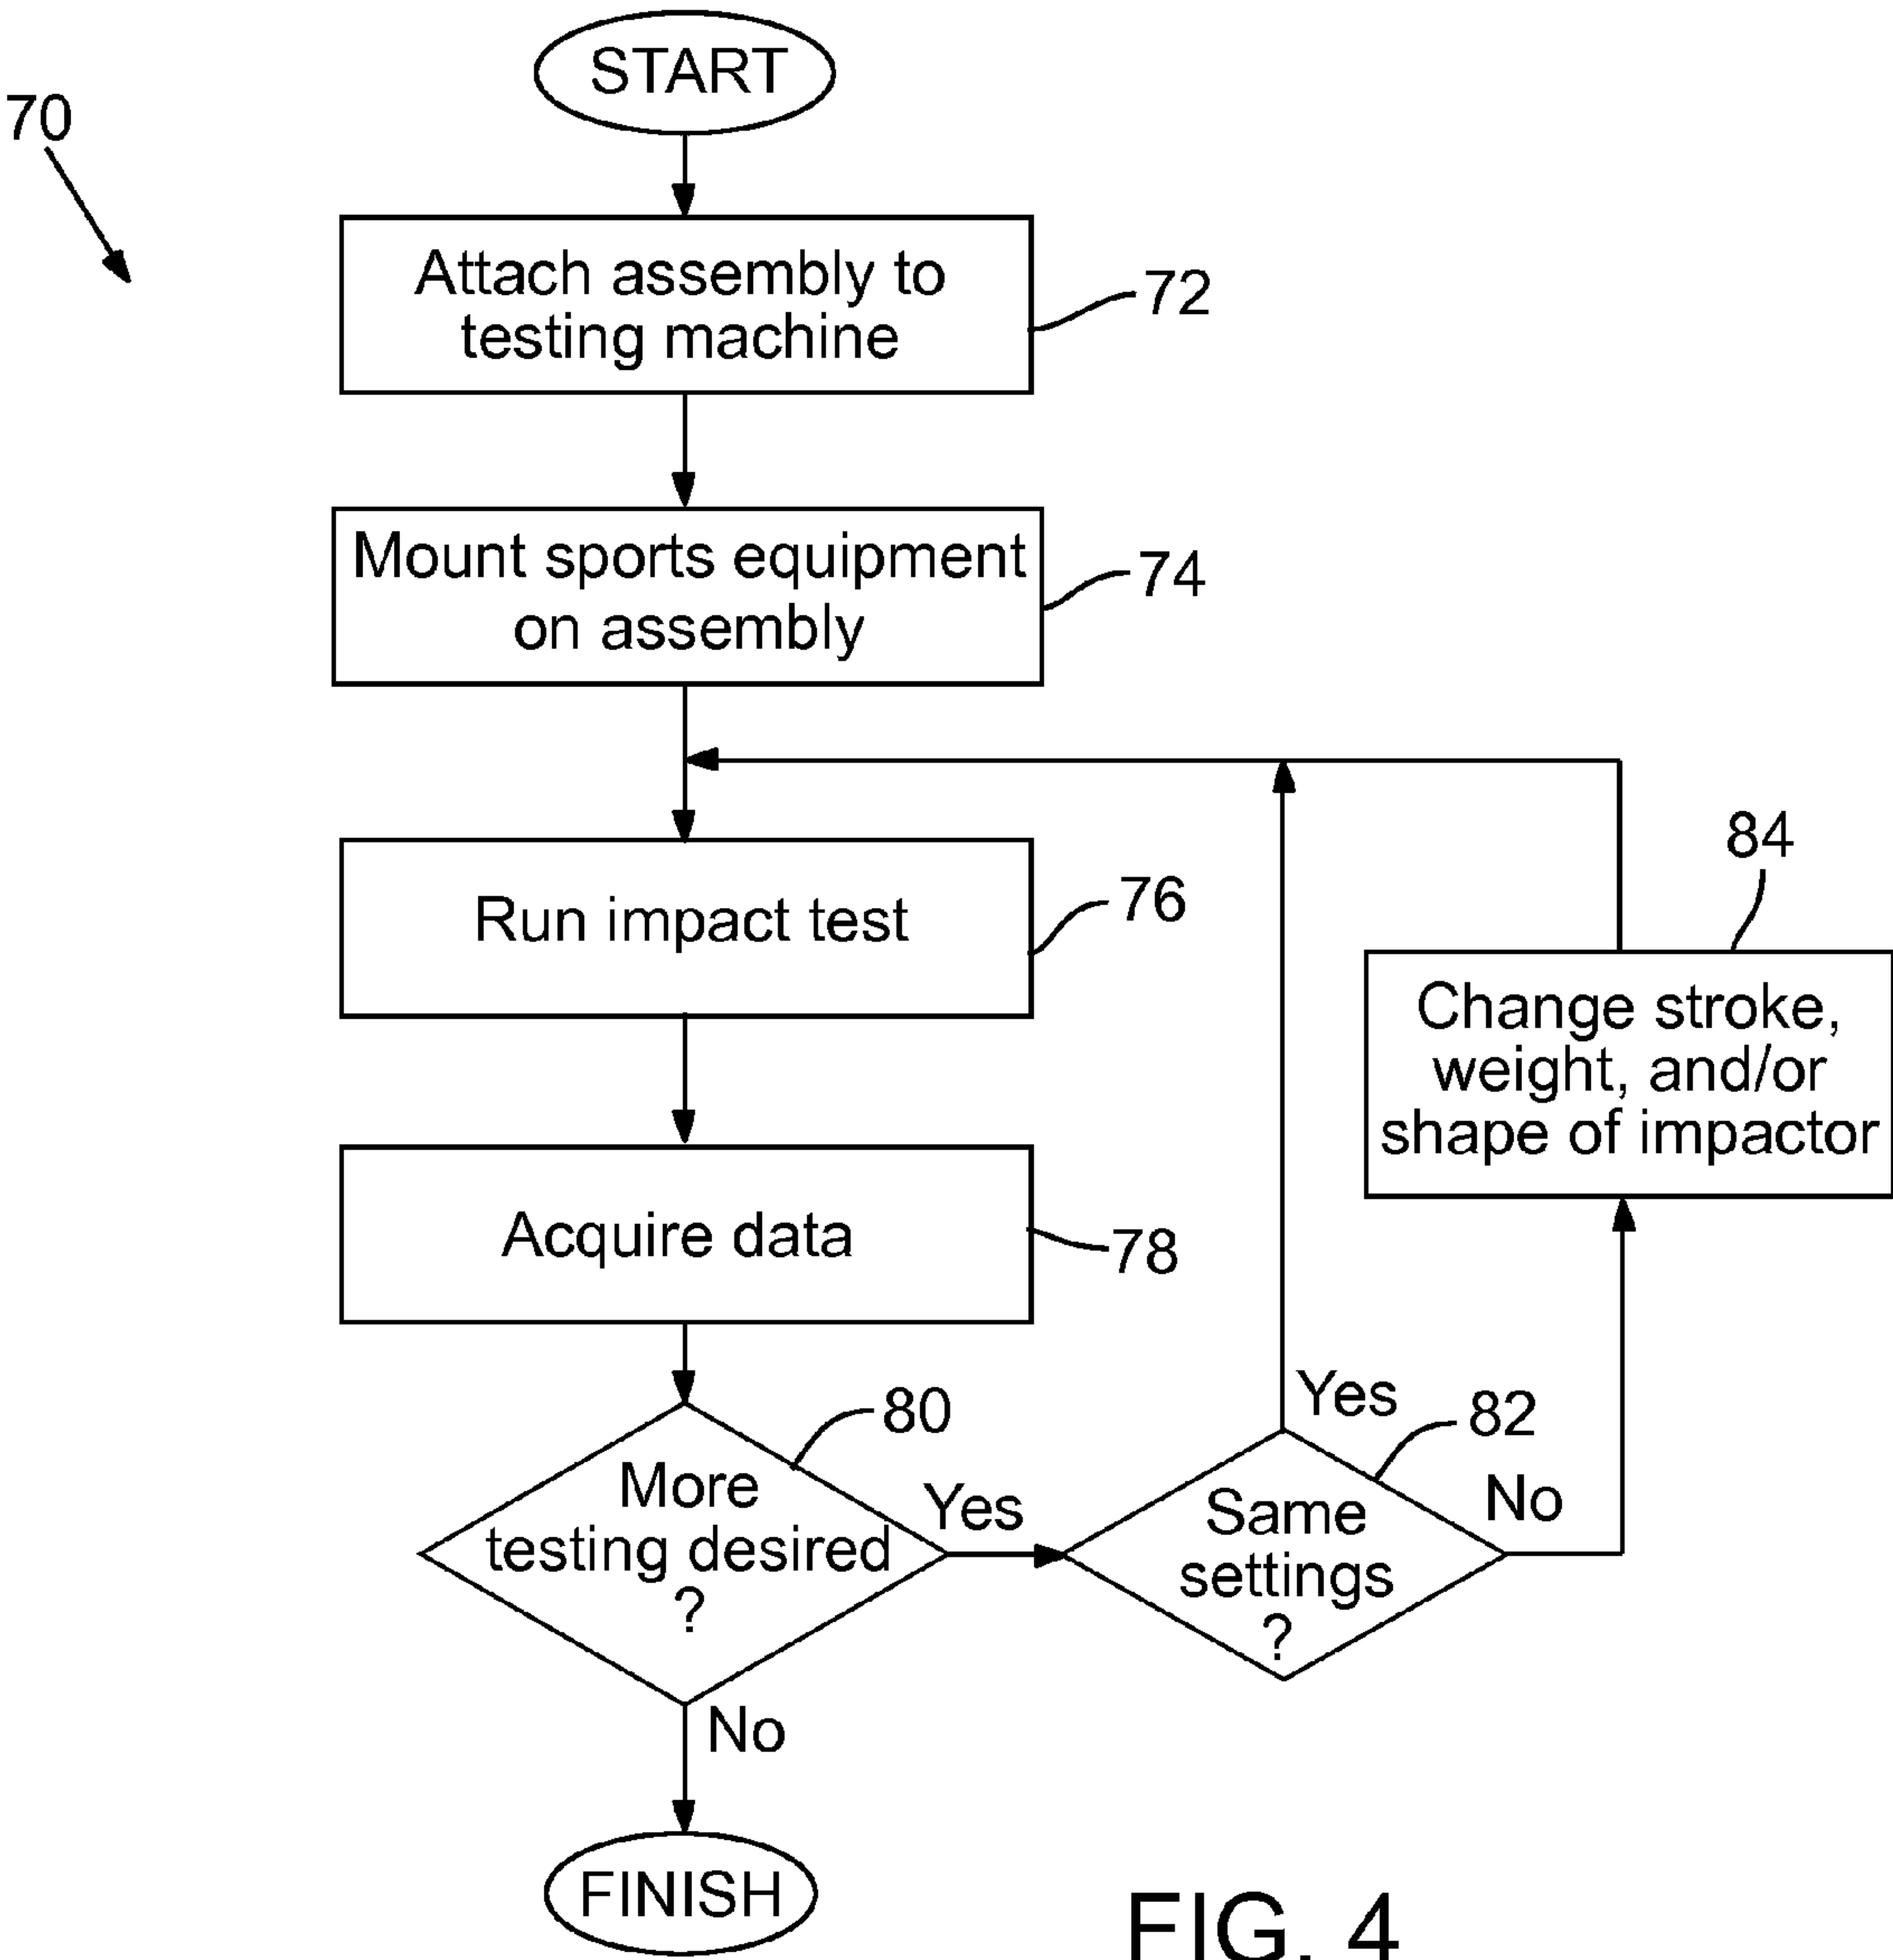 START
70
Attach assembly to
testing machine
72
Mount sports equipment
on assembly
74
Run impact test
76
84
Change stroke,
weight, and/or
shape of impactor
Acquire data
78
80
More
testing desired
?
Yes
Yes
82
Same
settings
?
No
No
FINISH
FIG. 4